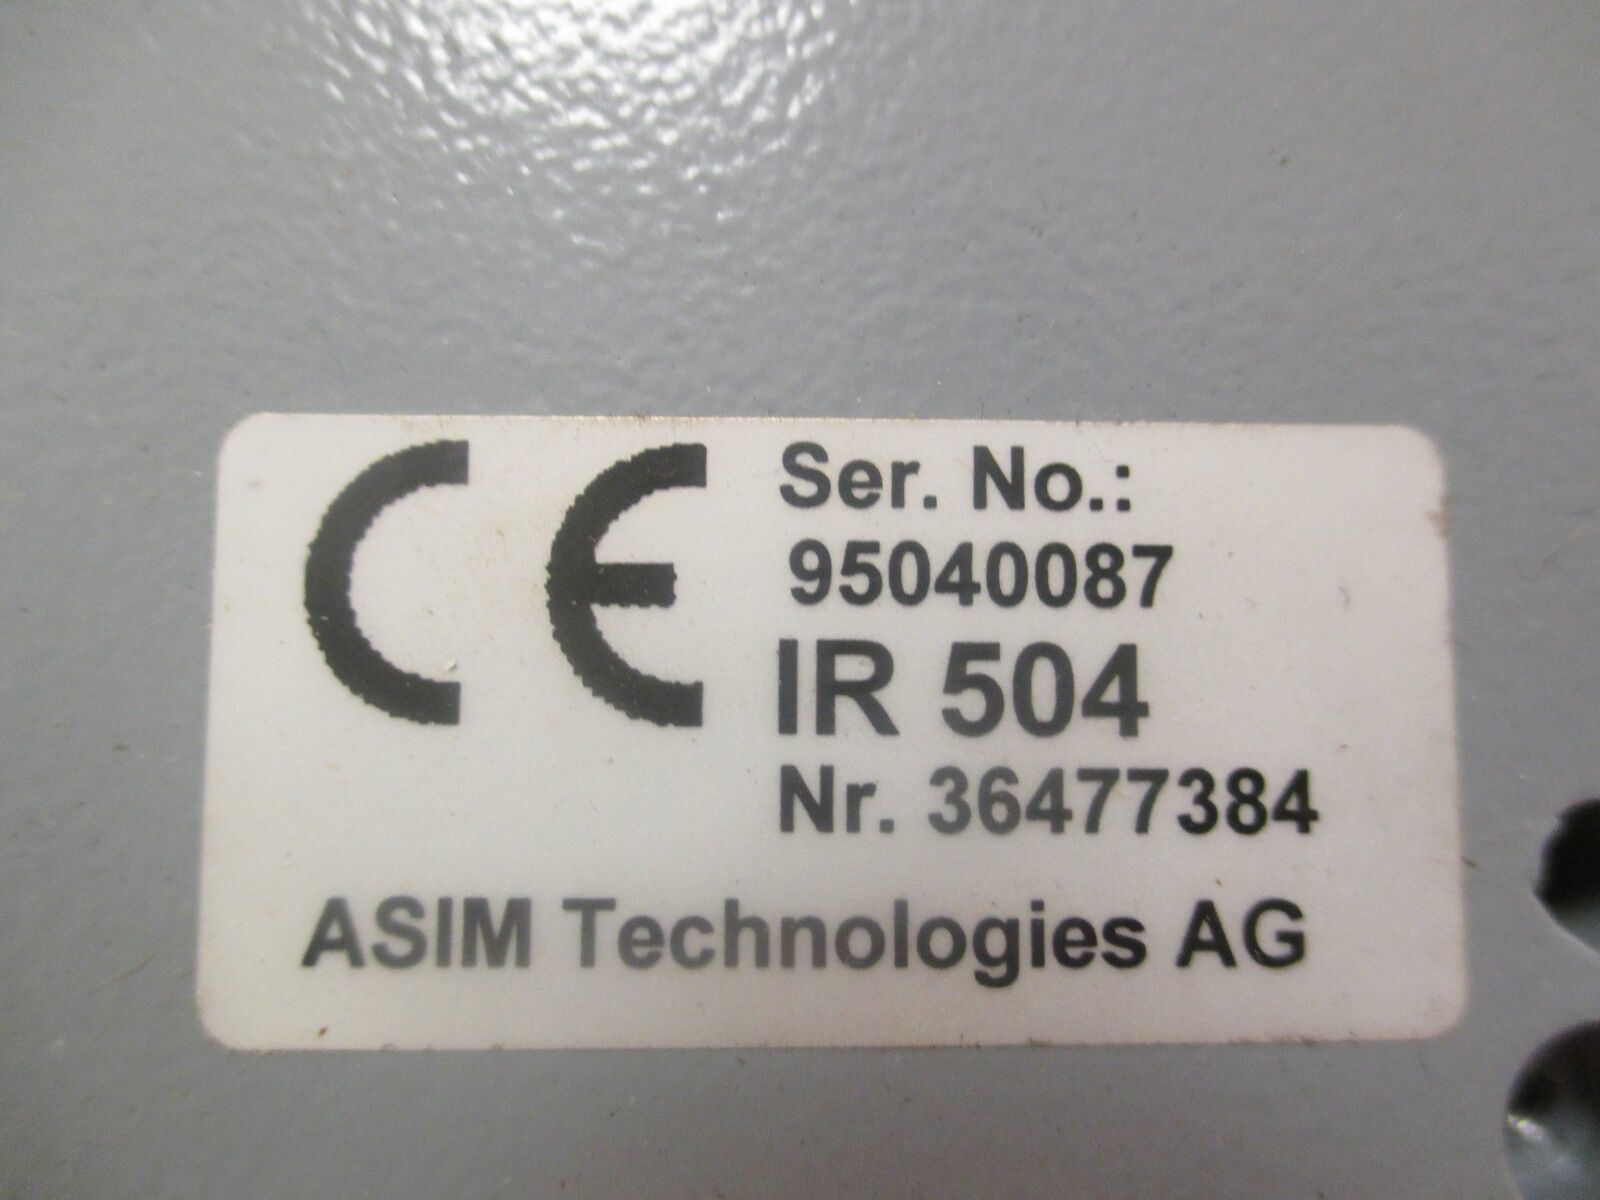 CE
Ser. No.:
95040087
IR 504
Nr. 36477384
ASIM Technologies AG